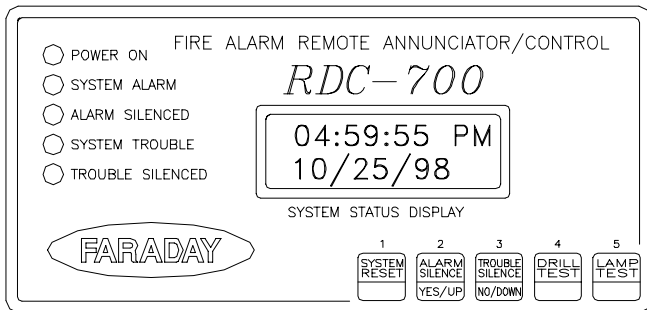 FIRE ALARM REMOTE ANNUNCIATOR/CONTROL
RDC-700
POWER ON
SYSTEM ALARM
ALARM SILENCED
SYSTEM TROUBLE
TROUBLE SILENCED
04:59:55 PM
10/25/98
SYSTEM STATUS DISPLAY
FARADAY
1 2 3 4 5
SYSTEM RESET
ALARM SILENCE
YES/UP
TROUBLE SILENCE
NO/DOWN
DRILL TEST
LAMP TEST